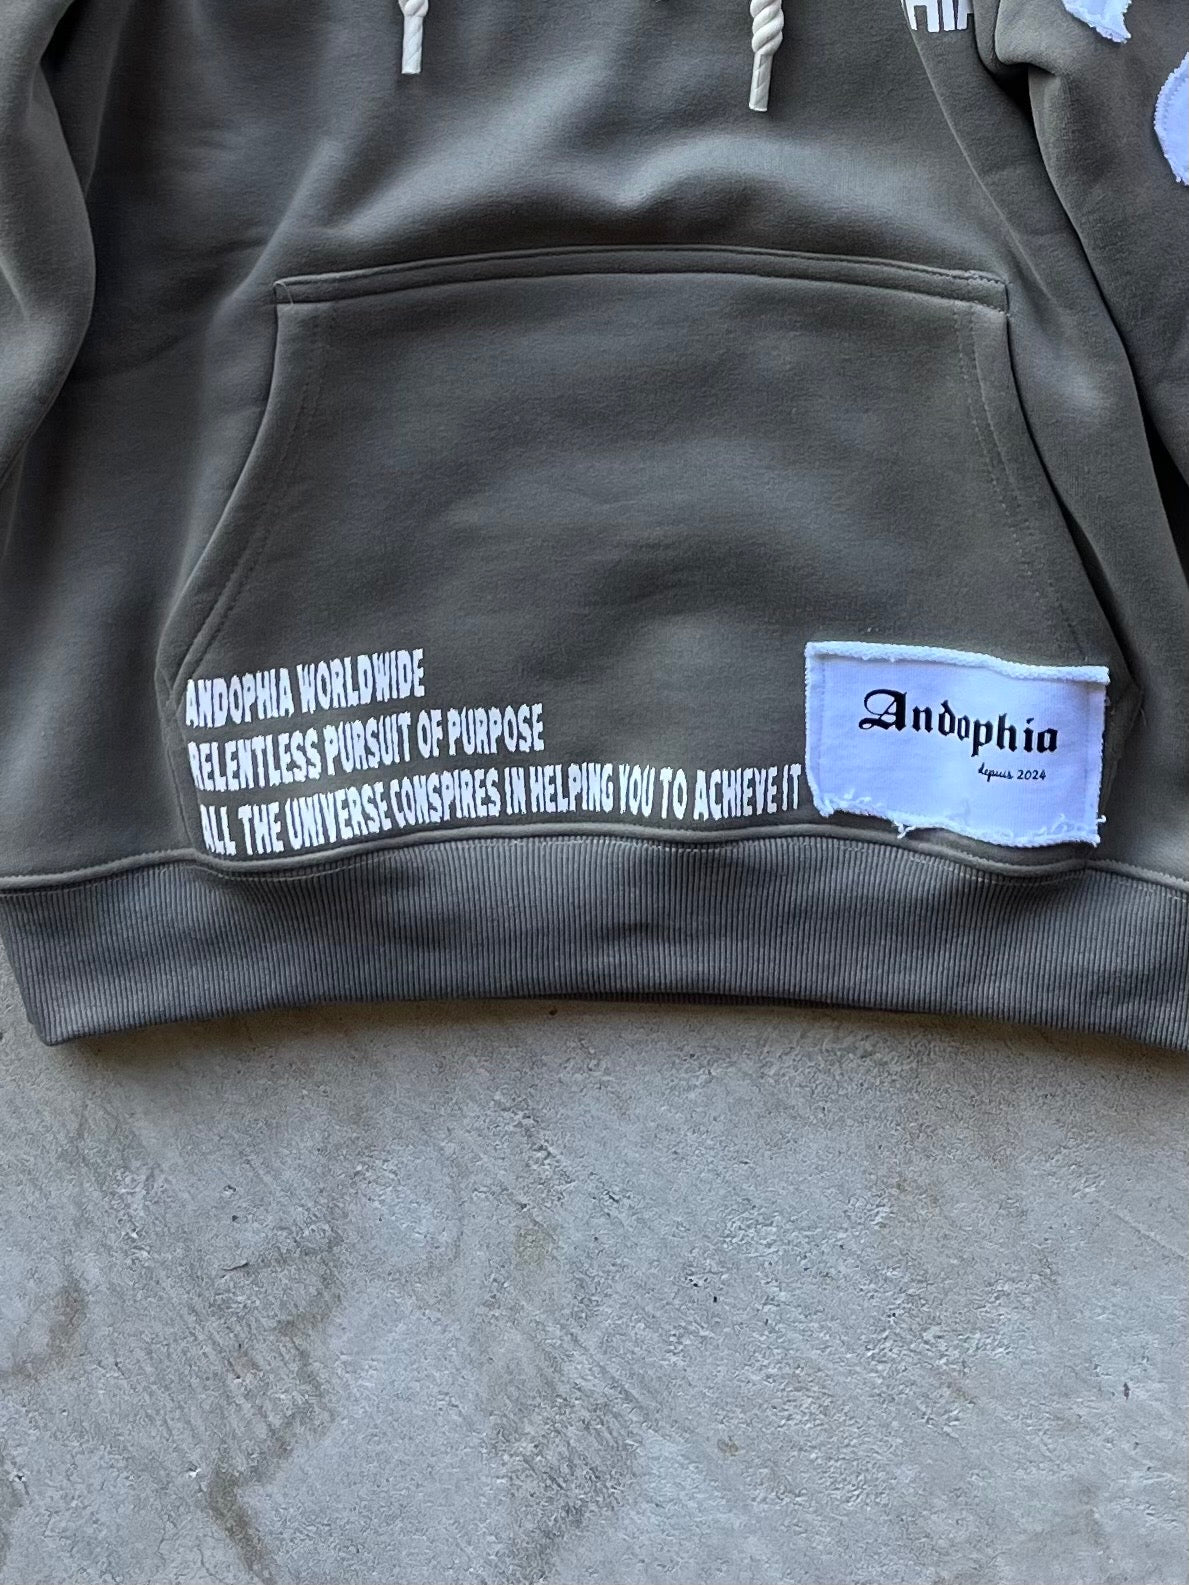 ANDOPHIA WORLDWIDE
RELENTLESS PURSUIT OF PURPOSE
ALL THE UNIVERSE CONSPIRES IN HELPING YOU TO ACHIEVE IT
Andophia
depuis 2024